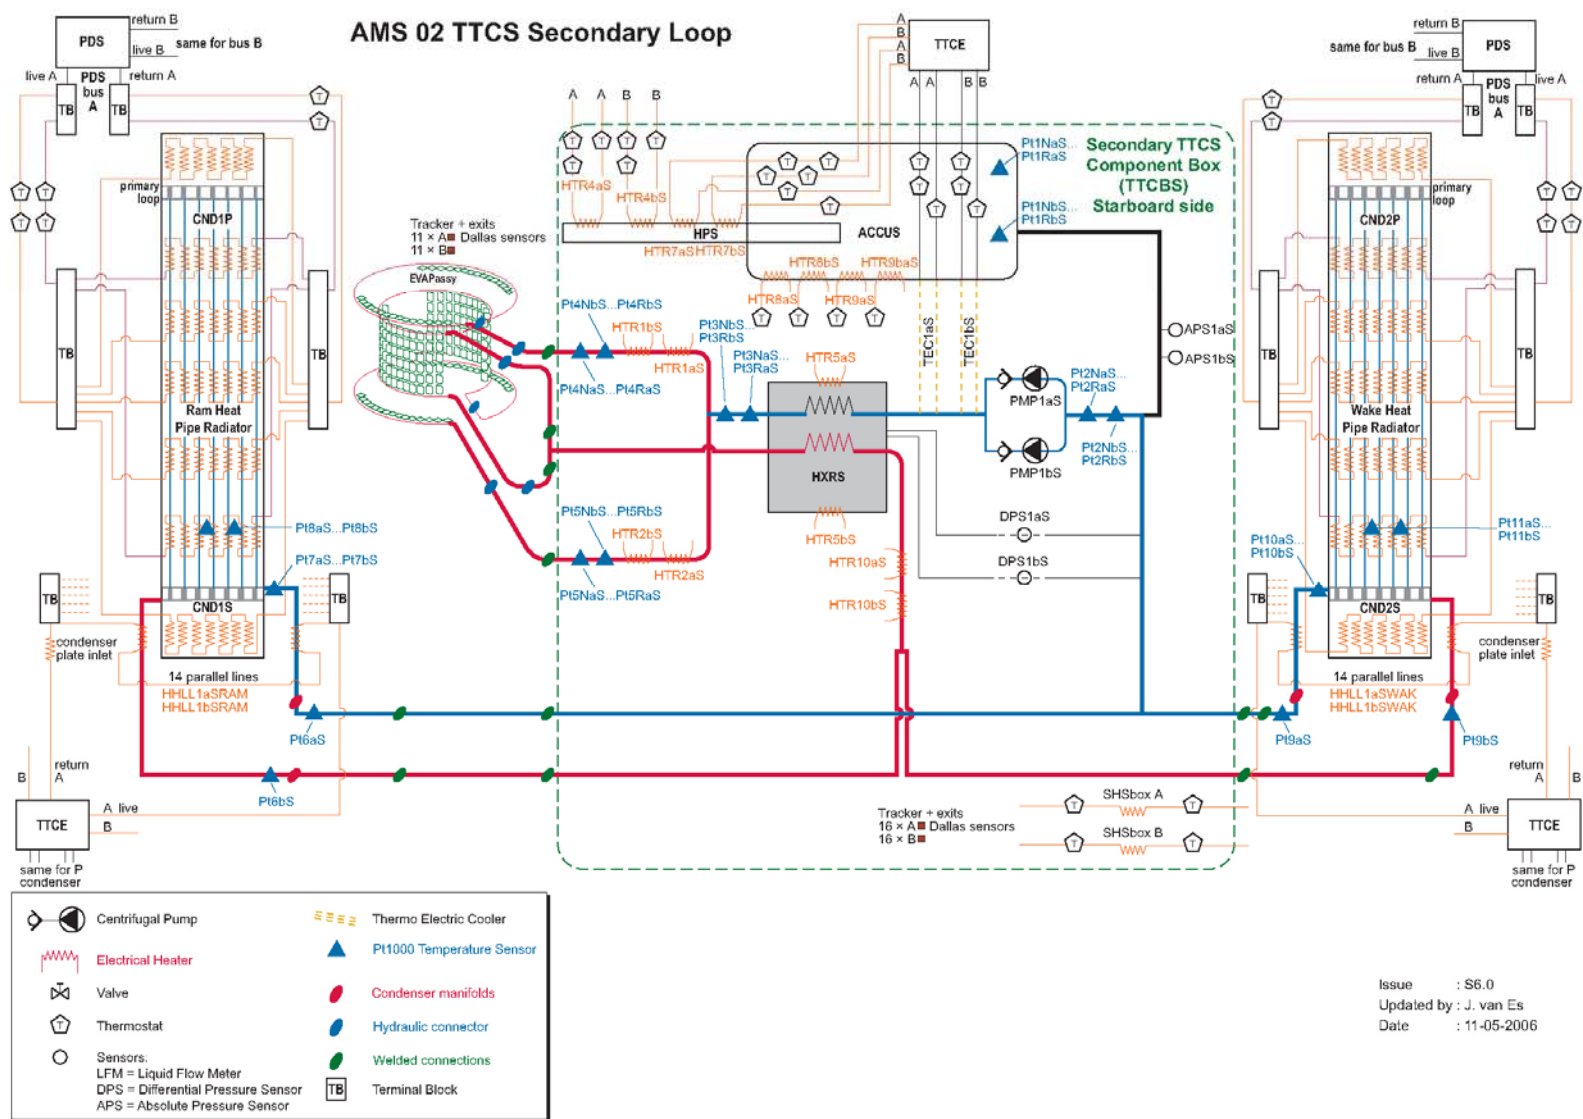 AMS 02 TTCS Secondary Loop
return B
PDS
same for bus B
live B
live A
PDS
bus
A
return A
TB
TB
T
T
T
T
T
T
primary
loop
CND1P
TB
TB
Ram Heat
Pipe Radiator
Pt8aS...Pt8bS
Pt7aS...Pt7bS
TB
TB
CND1S
condenser
plate inlet
14 parallel lines
HHLL1aSRAM
HHLL1bSRAM
Pt6aS
Pt6bS
B
return
A
TTCE
A live
B
same for P
condenser
Tracker + exits
11 × A Dallas sensors
11 × B
EVAPassy
A
A
B
B
T
T
T
T
T
T
HTR4aS
HTR4bS
HPS
HTR7aS
HTR7bS
ACCUS
A
B
A
B
TTCE
A
A
B
B
T
T
T
T
T
T
T
T
T
T
T
Pt1NaS...
Pt1RaS
Pt1NbS...
Pt1RbS
Secondary TTCS
Component Box
(TTCBS)
Starboard side
HTR8bS
HTR9baS
HTR8aS
HTR9aS
T
T
T
T
TEC1aS
TEC1bS
APS1aS
APS1bS
Pt4NbS...Pt4RbS
HTR1bS
HTR1aS
Pt4NaS...Pt4RaS
Pt3NbS...
Pt3RbS
Pt3NaS...
Pt3RaS
HTR5aS
HXRS
HTR5bS
PMP1aS
PMP1bS
Pt2NaS...
Pt2RaS
Pt2NbS...
Pt2RbS
DPS1aS
DPS1bS
Pt5NbS...Pt5RbS
HTR2bS
HTR2aS
Pt5NaS...Pt5RaS
HTR10aS
HTR10bS
Tracker + exits
16 × A Dallas sensors
16 × B
T
SHSbox A
T
T
SHSbox B
T
return B
same for bus B
PDS
live B
return A
PDS
bus
A
live A
TB
TB
T
T
T
T
T
T
primary
loop
CND2P
TB
TB
Wake Heat
Pipe Radiator
Pt11aS...
Pt11bS
Pt10aS...
Pt10bS
TB
TB
CND2S
condenser
plate inlet
14 parallel lines
HHLL1aSWAK
HHLL1bSWAK
Pt9aS
Pt9bS
return
A
B
A live
B
TTCE
same for P
condenser
Centrifugal Pump
Electrical Heater
Valve
T
Thermostat
Sensors:
LFM = Liquid Flow Meter
DPS = Differential Pressure Sensor
APS = Absolute Pressure Sensor
Thermo Electric Cooler
Pt1000 Temperature Sensor
Condenser manifolds
Hydraulic connector
Welded connections
TB
Terminal Block
Issue : S6.0
Updated by : J. van Es
Date : 11-05-2006